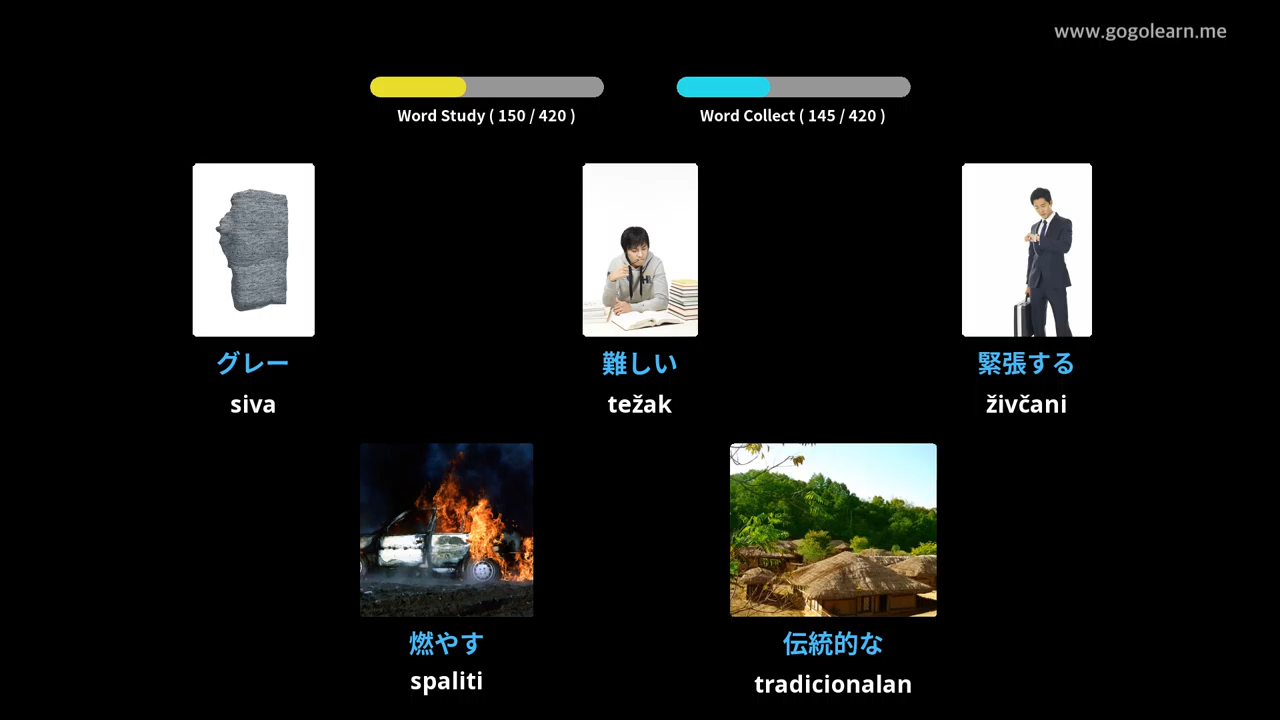 www.gogolearn.me
Word Study ( 150 / 420 )
Word Collect ( 145 / 420 )
グレー
siva
難しい
težak
緊張する
živčani
燃やす
spaliti
伝統的な
tradicionalan